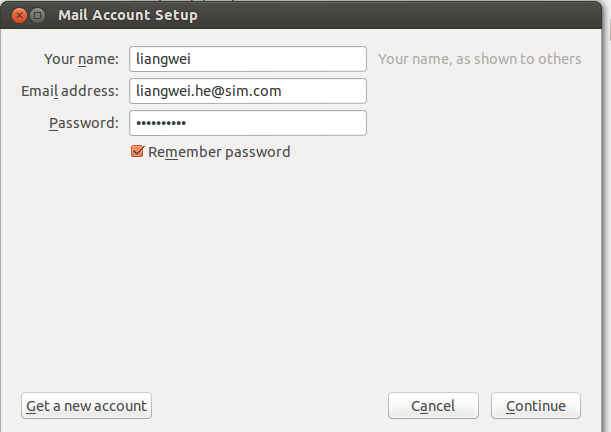 Mail Account Setup
Your name: liangwei Your name, as shown to others
Email address: liangwei.he@sim.com
Password: ••••••••••
Remember password
Get a new account Cancel Continue